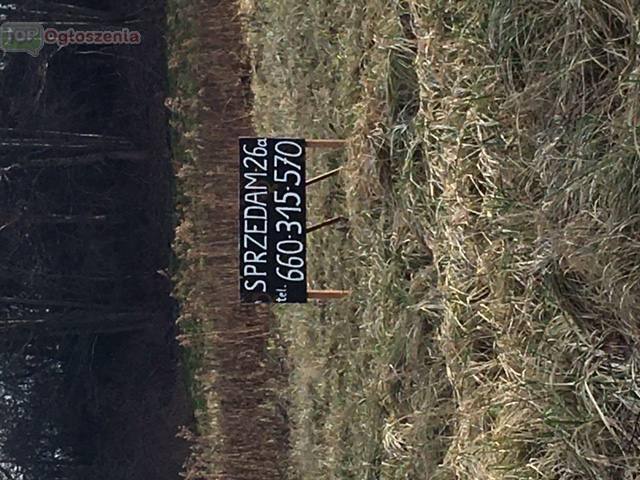 TOP
Ogłoszenia
SPRZEDAM 26a
tel. 660-315-570